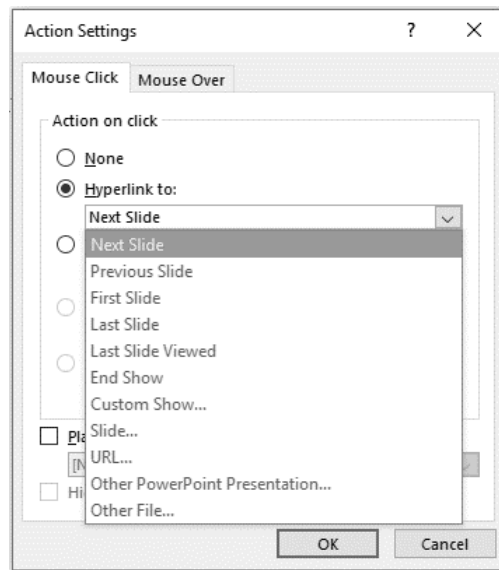 Action Settings
?
Mouse Click
Mouse Over
Action on click
None
Hyperlink to:
Next Slide
Next Slide
Previous Slide
First Slide
Last Slide
Last Slide Viewed
End Show
Custom Show...
Slide...
URL...
Other PowerPoint Presentation...
Other File...
OK
Cancel